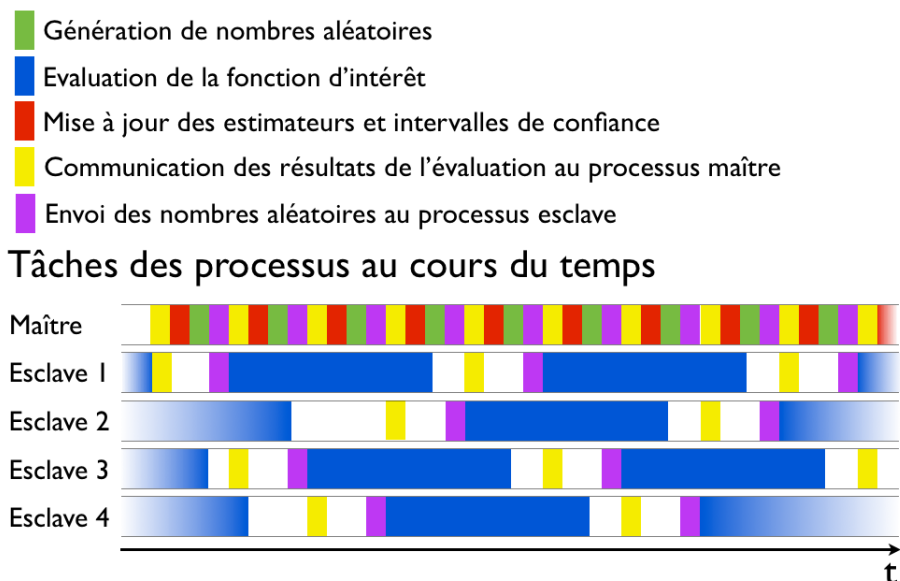 Génération de nombres aléatoires
Evaluation de la fonction d'intérêt
Mise à jour des estimateurs et intervalles de confiance
Communication des résultats de l'évaluation au processus maître
Envoi des nombres aléatoires au processus esclave
Tâches des processus au cours du temps
Maître
Esclave 1
Esclave 2
Esclave 3
Esclave 4
t